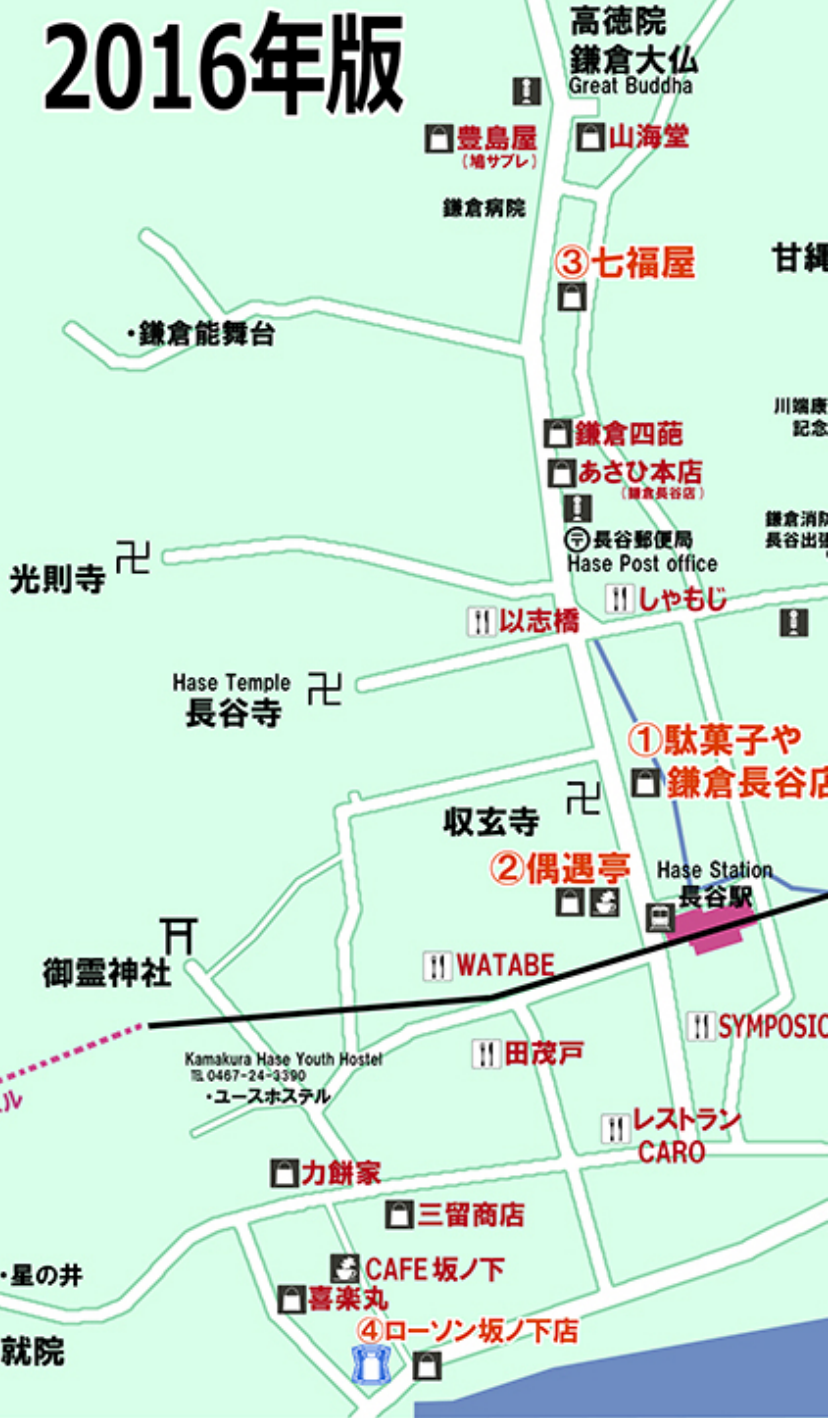 2016年版
高徳院
鎌倉大仏
Great Buddha
豊島屋
(鳩サブレ)
山海堂
鎌倉病院
③七福屋
甘縄
・鎌倉能舞台
川端康
記念
鎌倉四葩
あさひ本店
(鎌倉長谷店)
鎌倉消防
長谷出張
〒長谷郵便局
Hase Post office
光則寺
卍
しゃもじ
以志橋
Hase Temple
長谷寺
卍
①駄菓子や
鎌倉長谷店
収玄寺
卍
②偶遇亭
Hase Station
長谷駅
御霊神社
WATABE
SYMPOSIO
田茂戸
Kamakura Hase Youth Hostel
℡0467-24-3390
・ユースホステル
レストラン
CARO
力餅家
三留商店
・星の井
CAFE 坂ノ下
喜楽丸
④ローソン坂ノ下店
就院